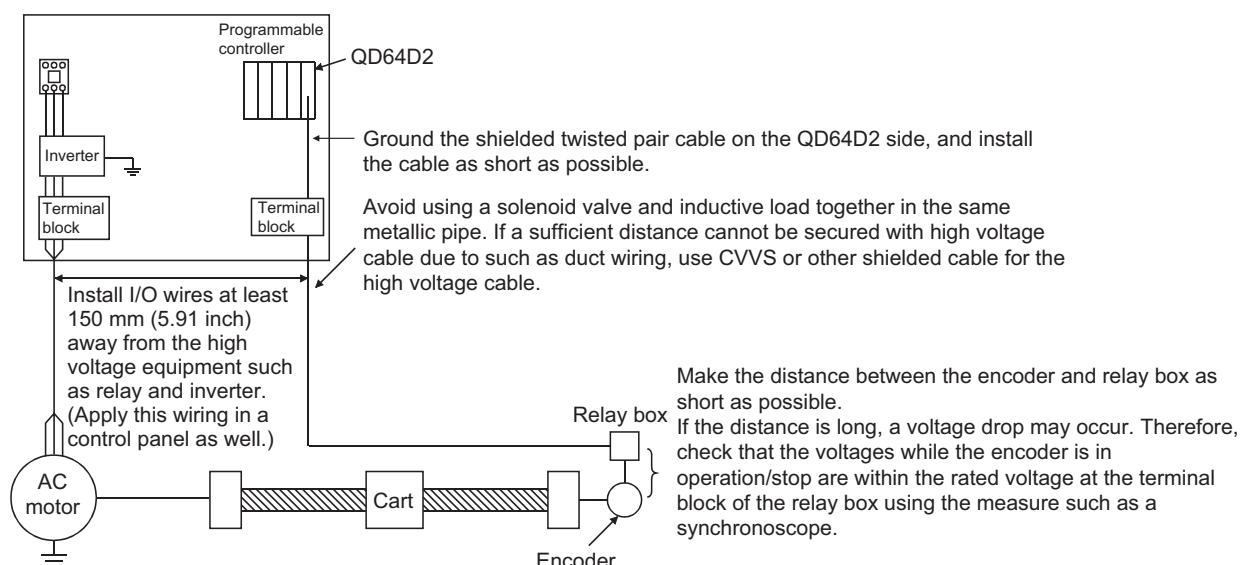 Programmable
controller
QD64D2
Ground the shielded twisted pair cable on the QD64D2 side, and install
the cable as short as possible.
Inverter
Terminal
block
Terminal
block
Avoid using a solenoid valve and inductive load together in the same
metallic pipe. If a sufficient distance cannot be secured with high voltage
cable due to such as duct wiring, use CVVS or other shielded cable for the
high voltage cable.
Install I/O wires at least
150 mm (5.91 inch)
away from the high
voltage equipment such
as relay and inverter.
(Apply this wiring in a
control panel as well.)
Make the distance between the encoder and relay box as
short as possible.
If the distance is long, a voltage drop may occur. Therefore,
check that the voltages while the encoder is in
operation/stop are within the rated voltage at the terminal
block of the relay box using the measure such as a
synchronoscope.
Relay box
AC
motor
Cart
Encoder